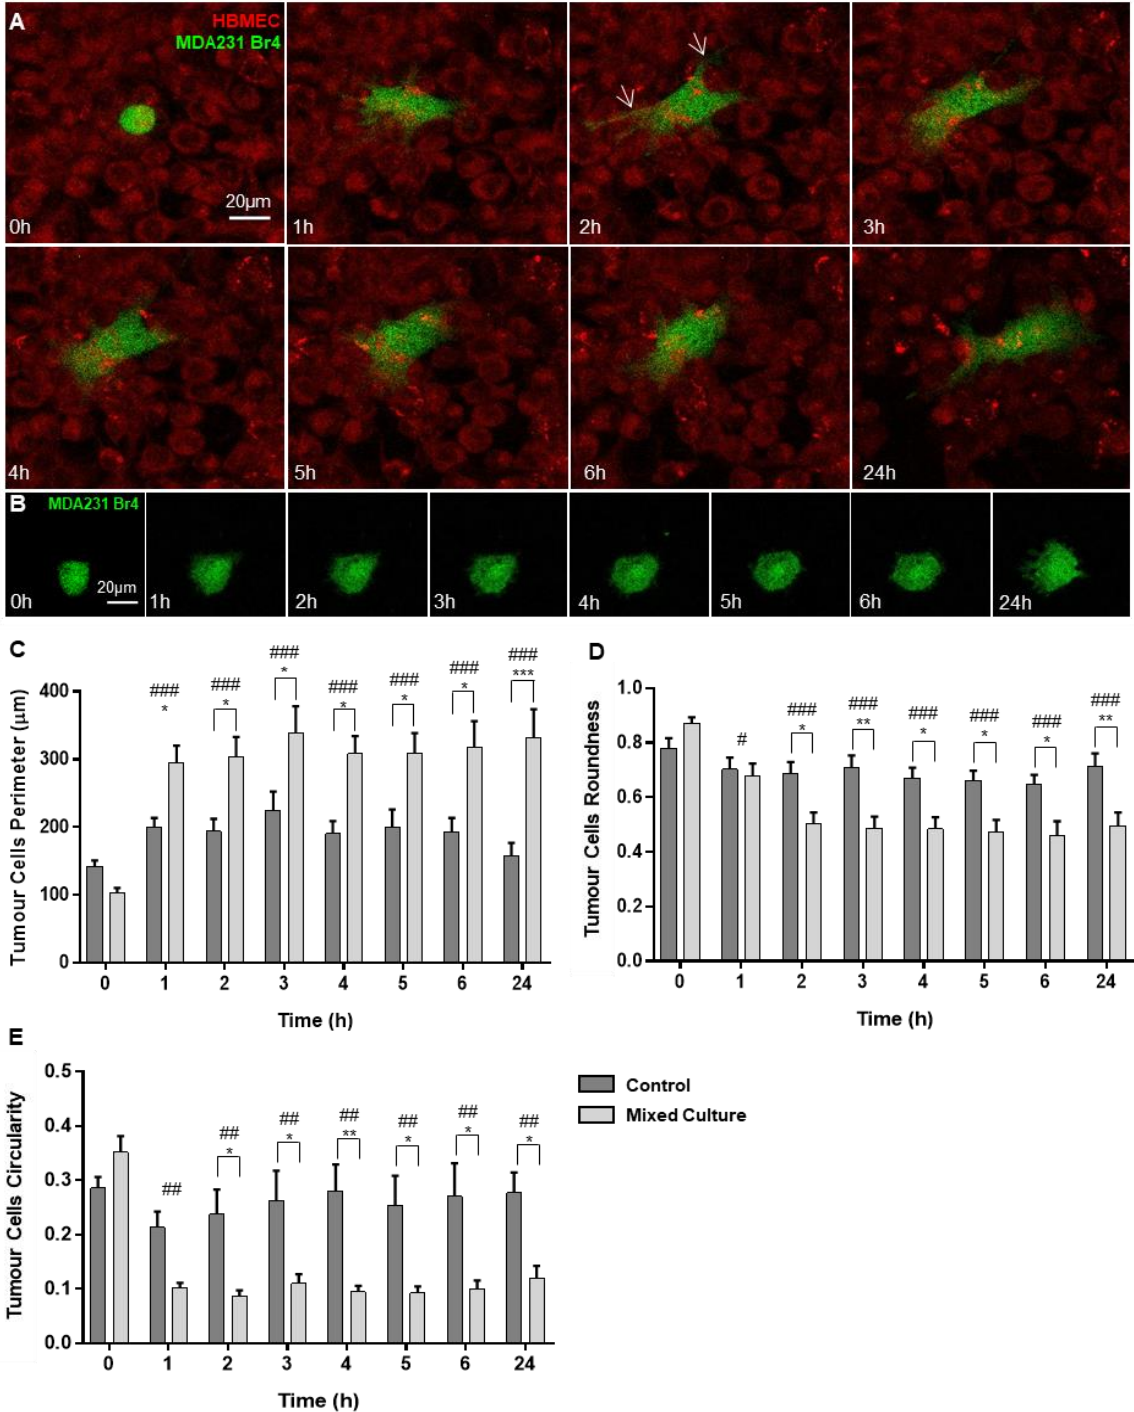 A
HBMEC
MDA231 Br4
20µm
0h
1h
2h
3h
4h
5h
6h
24h
B
MDA231 Br4
20µm
0h
1h
2h
3h
4h
5h
6h
24h
C
Tumour Cells Perimeter (µm)
400
300
200
100
0
###
*
###
*
###
*
###
*
###
*
###
*
###
***
0 1 2 3 4 5 6 24
Time (h)
D
Tumour Cells Roundness
1.0
0.8
0.6
0.4
0.2
0.0
#
###
*
###
**
###
*
###
*
###
*
###
**
0 1 2 3 4 5 6 24
Time (h)
E
Tumour Cells Circularity
0.5
0.4
0.3
0.2
0.1
0.0
##
##
*
##
*
##
**
##
*
##
*
##
*
0 1 2 3 4 5 6 24
Time (h)
Control
Mixed Culture